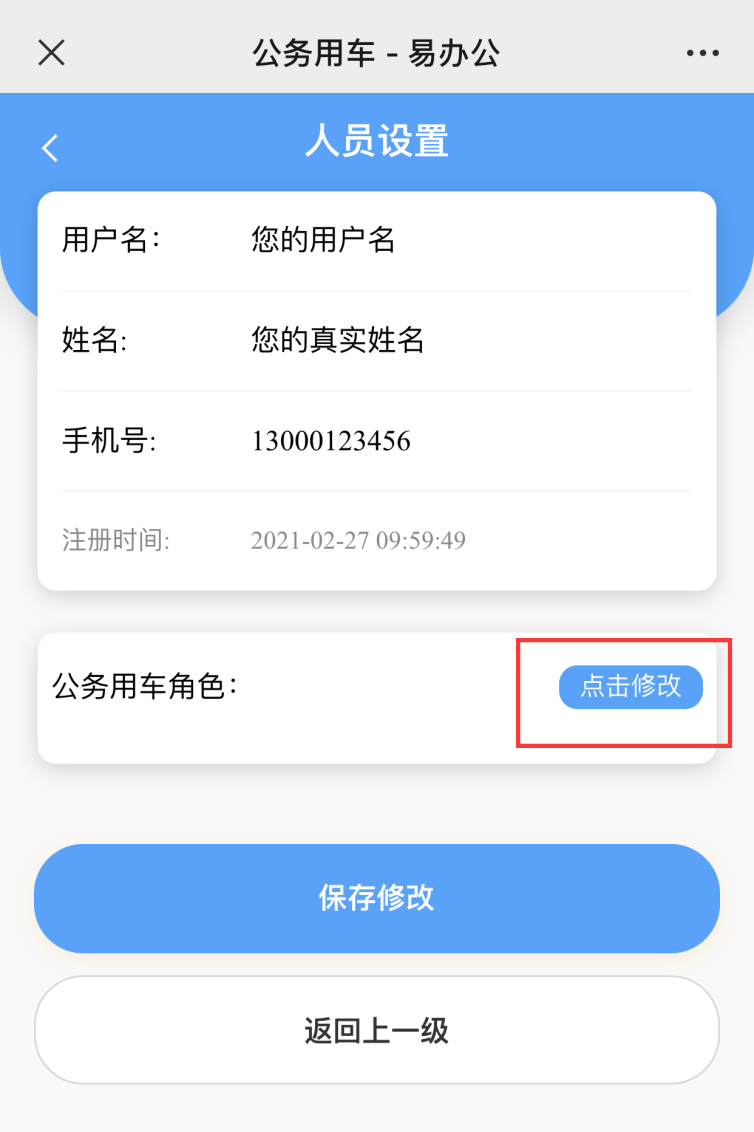 公务用车 - 易办公
人员设置
用户名： 您的用户名
姓名: 您的真实姓名
手机号: 13000123456
注册时间: 2021-02-27 09:59:49
公务用车角色： 点击修改
保存修改
返回上一级